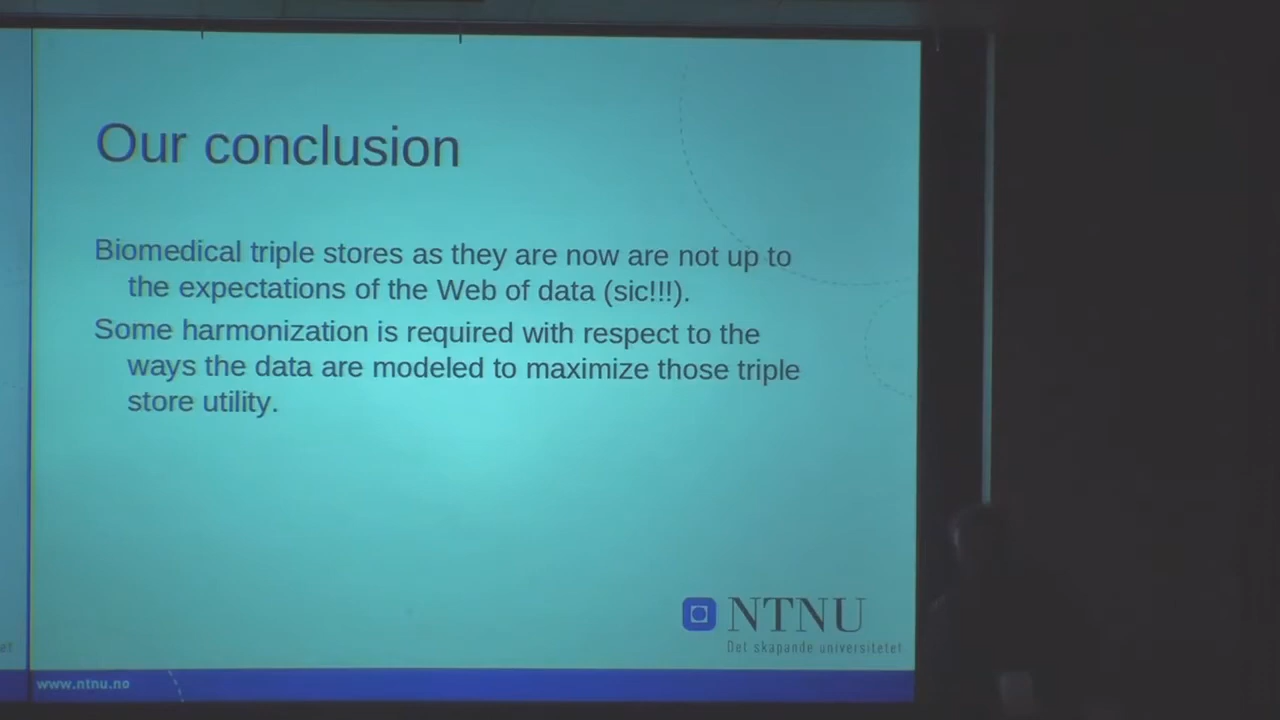 Our conclusion
Biomedical triple stores as they are now are not up to
the expectations of the Web of data (sic!!!).
Some harmonization is required with respect to the
ways the data are modeled to maximize those triple
store utility.
NTNU
Det skapande universitetet
et
www.ntnu.no